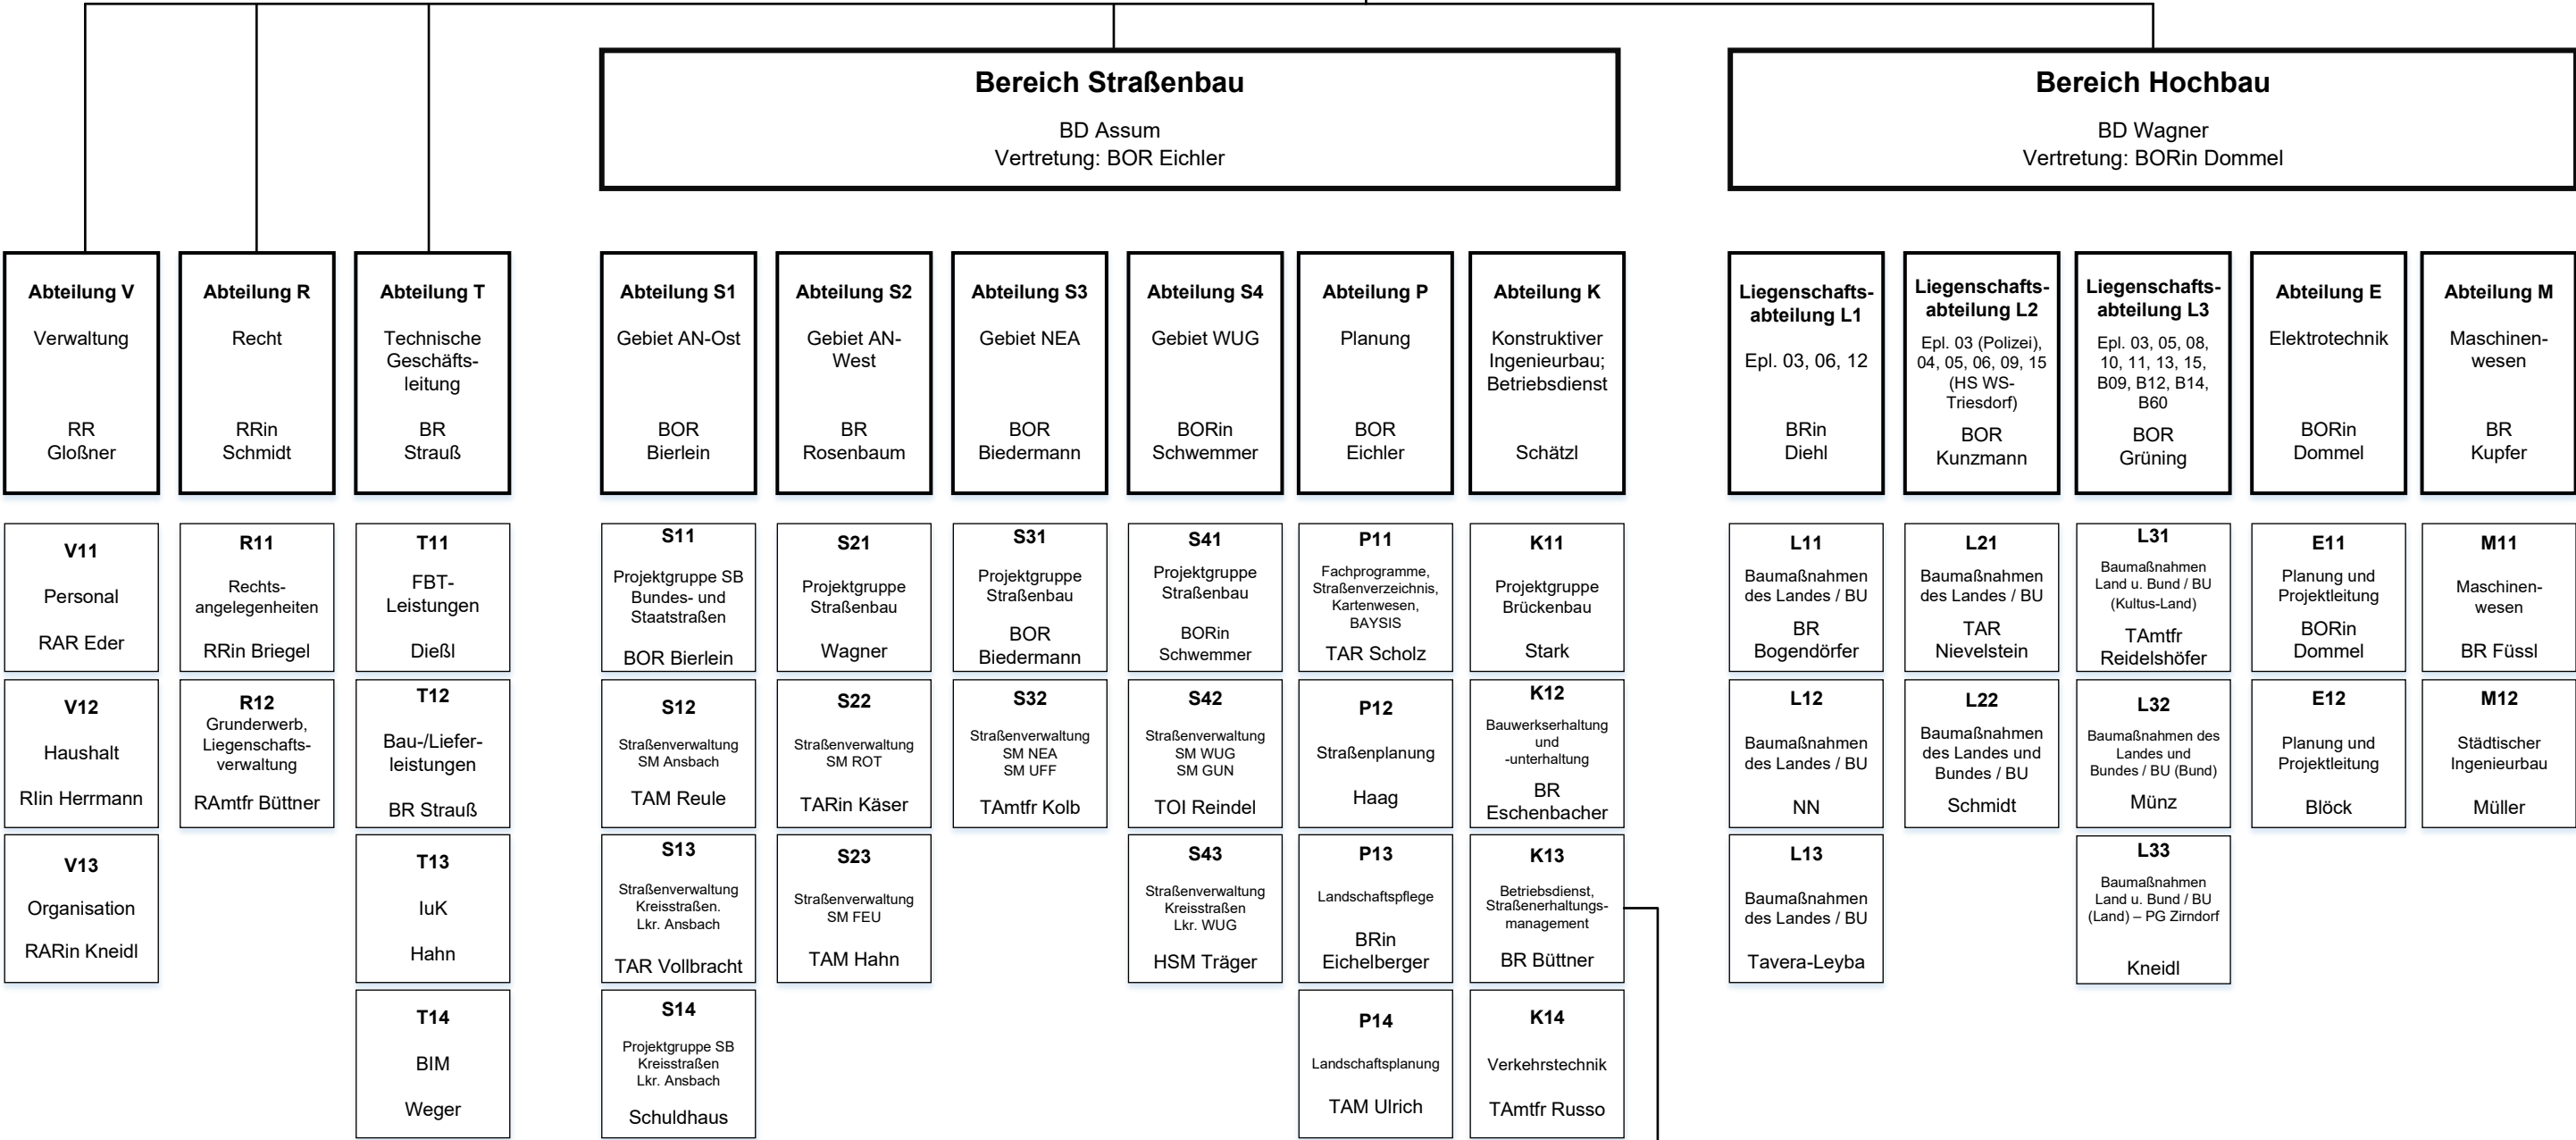 Bereich Straßenbau
BD Assum
Vertretung: BOR Eichler
Bereich Hochbau
BD Wagner
Vertretung: BORin Dommel
Abteilung V
Verwaltung
RR
Gloßner
Abteilung R
Recht
RRin
Schmidt
Abteilung T
Technische
Geschäfts-
leitung
BR
Strauß
Abteilung S1
Gebiet AN-Ost
BOR
Bierlein
Abteilung S2
Gebiet AN-
West
BR
Rosenbaum
Abteilung S3
Gebiet NEA
BOR
Biedermann
Abteilung S4
Gebiet WUG
BORin
Schwemmer
Abteilung P
Planung
BOR
Eichler
Abteilung K
Konstruktiver
Ingenieurbau;
Betriebsdienst
Schätzl
Liegenschafts-
abteilung L1
Epl. 03, 06, 12
BRin
Diehl
Liegenschafts-
abteilung L2
Epl. 03 (Polizei),
04, 05, 06, 09, 15
(HS WS-
Triesdorf)
BOR
Kunzmann
Liegenschafts-
abteilung L3
Epl. 03, 05, 08,
10, 11, 13, 15,
B09, B12, B14,
B60
BOR
Grüning
Abteilung E
Elektrotechnik
BORin
Dommel
Abteilung M
Maschinen-
wesen
BR
Kupfer
V11
Personal
RAR Eder
R11
Rechts-
angelegenheiten
RRin Briegel
T11
FBT-
Leistungen
Dießl
S11
Projektgruppe SB
Bundes- und
Staatstraßen
BOR Bierlein
S21
Projektgruppe
Straßenbau
Wagner
S31
Projektgruppe
Straßenbau
BOR
Biedermann
S41
Projektgruppe
Straßenbau
BORin
Schwemmer
P11
Fachprogramme,
Straßenverzeichnis,
Kartenwesen,
BAYSIS
TAR Scholz
K11
Projektgruppe
Brückenbau
Stark
L11
Baumaßnahmen
des Landes / BU
BR
Bogendörfer
L21
Baumaßnahmen
des Landes / BU
TAR
Nievelstein
L31
Baumaßnahmen
Land u. Bund / BU
(Kultus-Land)
TAmtfr
Reidelshöfer
E11
Planung und
Projektleitung
BORin
Dommel
M11
Maschinen-
wesen
BR Füssl
V12
Haushalt
RIin Herrmann
R12
Grunderwerb,
Liegenschafts-
verwaltung
RAmtfr Büttner
T12
Bau-/Liefer-
leistungen
BR Strauß
S12
Straßenverwaltung
SM Ansbach
TAM Reule
S22
Straßenverwaltung
SM ROT
TARin Käser
S32
Straßenverwaltung
SM NEA
SM UFF
TAmtfr Kolb
S42
Straßenverwaltung
SM WUG
SM GUN
TOI Reindel
P12
Straßenplanung
Haag
K12
Bauwerkserhaltung
und
-unterhaltung
BR
Eschenbacher
L12
Baumaßnahmen
des Landes / BU
NN
L22
Baumaßnahmen
des Landes und
Bundes / BU
Schmidt
L32
Baumaßnahmen des
Landes und
Bundes / BU (Bund)
Münz
E12
Planung und
Projektleitung
Blöck
M12
Städtischer
Ingenieurbau
Müller
V13
Organisation
RARin Kneidl
T13
IuK
Hahn
S13
Straßenverwaltung
Kreisstraßen.
Lkr. Ansbach
TAR Vollbracht
S23
Straßenverwaltung
SM FEU
TAM Hahn
S43
Straßenverwaltung
Kreisstraßen
Lkr. WUG
HSM Träger
P13
Landschaftspflege
BRin
Eichelberger
K13
Betriebsdienst,
Straßenerhaltungs-
management
BR Büttner
L13
Baumaßnahmen
des Landes / BU
Tavera-Leyba
L33
Baumaßnahmen
Land u. Bund / BU
(Land) – PG Zirndorf
Kneidl
T14
BIM
Weger
S14
Projektgruppe SB
Kreisstraßen
Lkr. Ansbach
Schuldhaus
P14
Landschaftsplanung
TAM Ulrich
K14
Verkehrstechnik
TAmtfr Russo